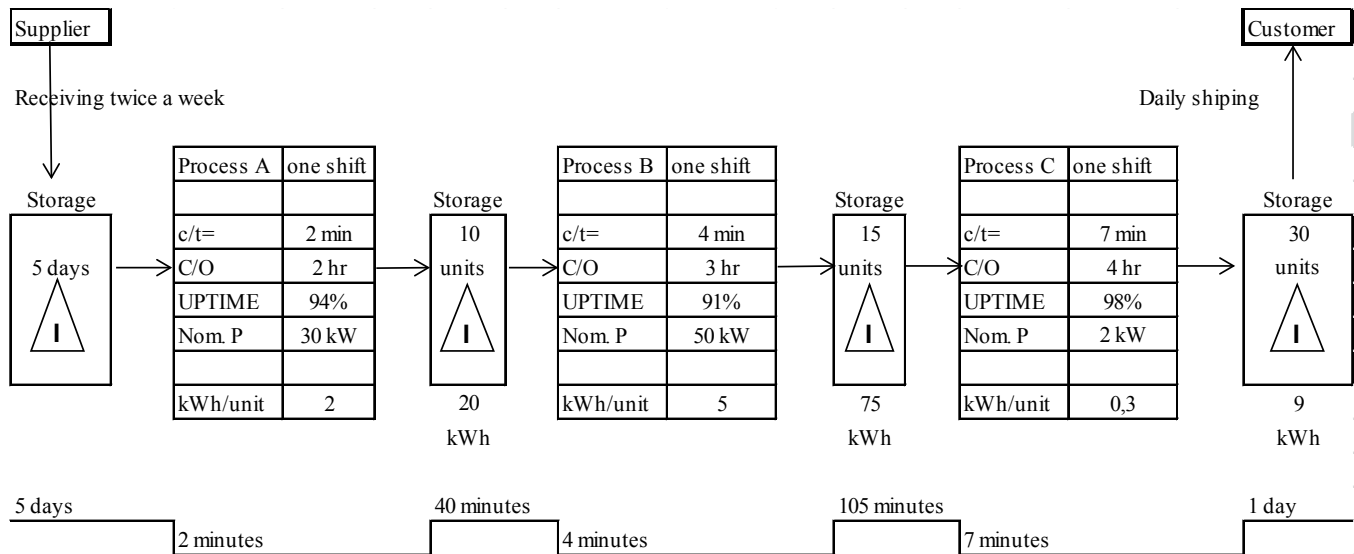 Supplier
Customer
Receiving twice a week
Daily shiping
Storage
5 days
I
Process A one shift
c/t= 2 min
C/O 2 hr
UPTIME 94%
Nom. P 30 kW
kWh/unit 2
Storage
10
units
I
20
kWh
Process B one shift
c/t= 4 min
C/O 3 hr
UPTIME 91%
Nom. P 50 kW
kWh/unit 5
Storage
15
units
I
75
kWh
Process C one shift
c/t= 7 min
C/O 4 hr
UPTIME 98%
Nom. P 2 kW
kWh/unit 0,3
Storage
30
units
I
9
kWh
5 days
2 minutes
40 minutes
4 minutes
105 minutes
7 minutes
1 day